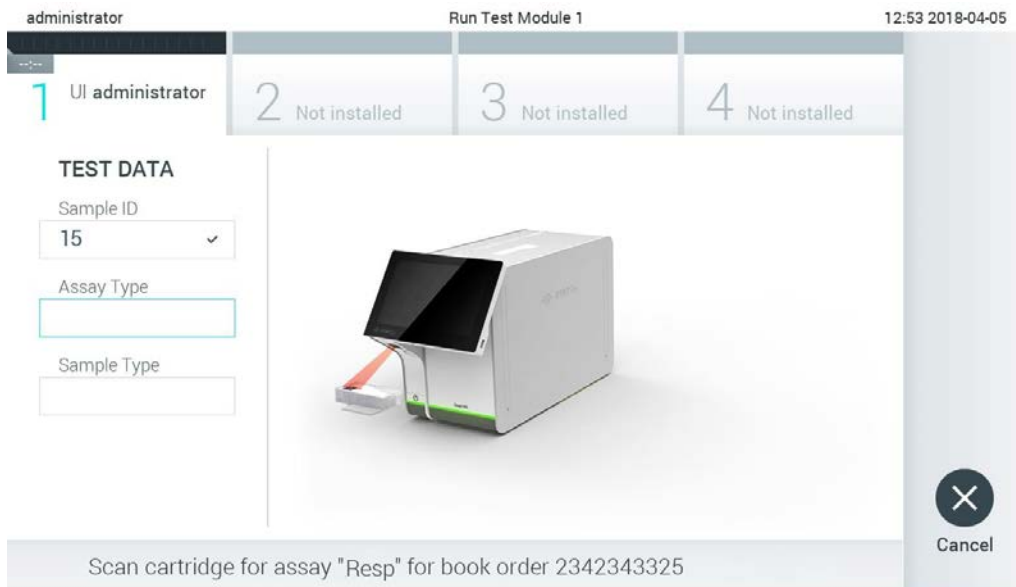 administrator Run Test Module 1 12:53 2018-04-05
--:--
1 UI administrator 2 Not installed 3 Not installed 4 Not installed
TEST DATA
Sample ID
15
Assay Type
Sample Type
Cancel
Scan cartridge for assay "Resp" for book order 2342343325